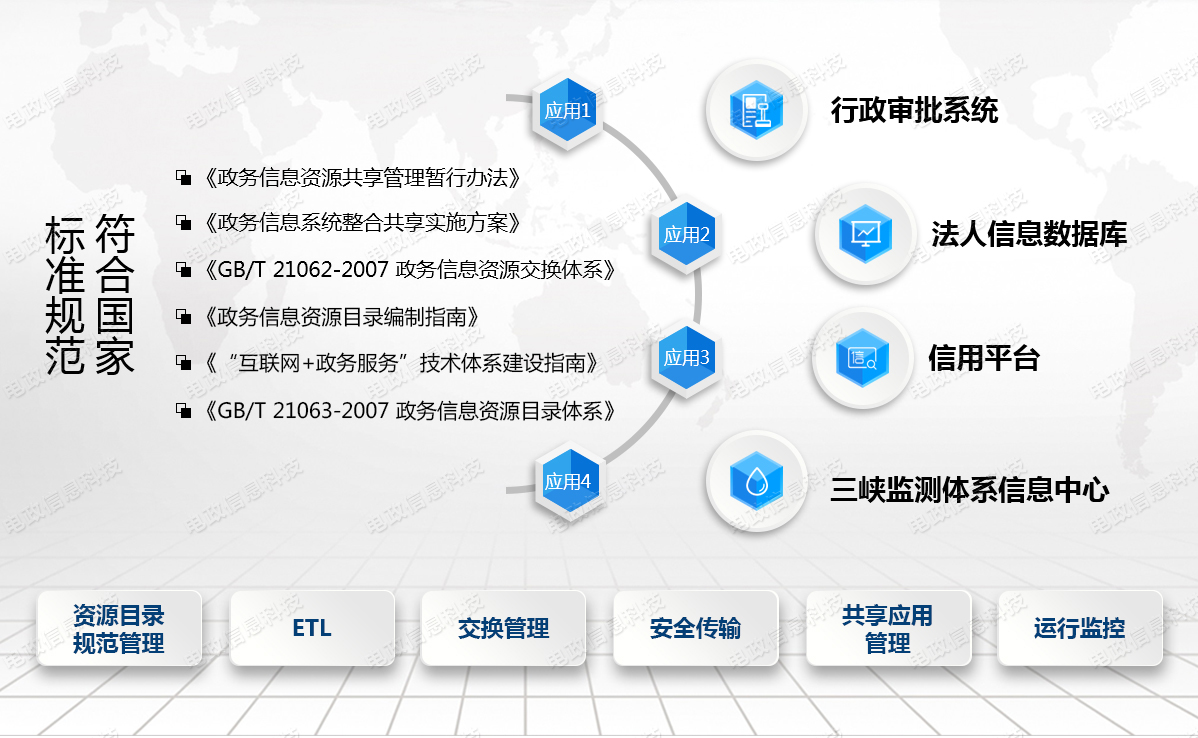 符合国家
标准规范
《政务信息资源共享管理暂行办法》
《政务信息系统整合共享实施方案》
《GB/T 21062-2007 政务信息资源交换体系》
《政务信息资源目录编制指南》
《“互联网+政务服务”技术体系建设指南》
《GB/T 21063-2007 政务信息资源目录体系》
应用1
行政审批系统
应用2
法人信息数据库
应用3
信
信用平台
应用4
三峡监测体系信息中心
资源目录
规范管理
ETL
交换管理
安全传输
共享应用
管理
运行监控
电政信息科技